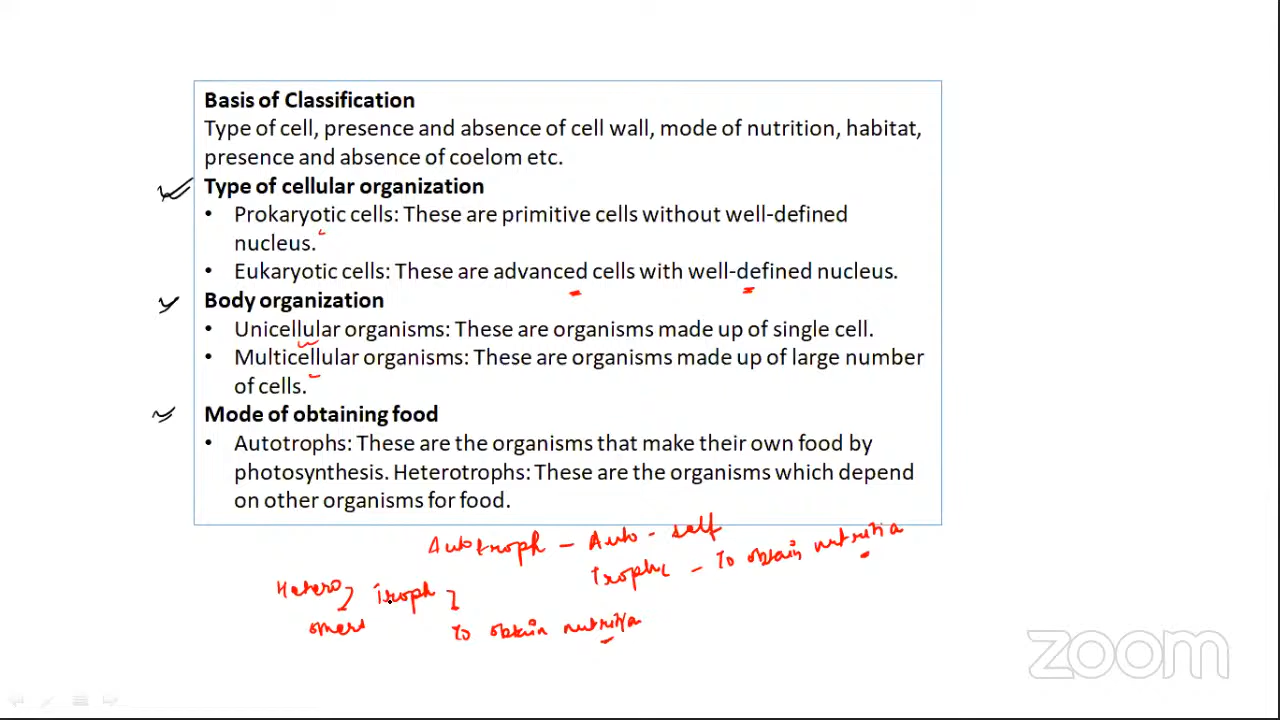 Basis of Classification
Type of cell, presence and absence of cell wall, mode of nutrition, habitat,
presence and absence of coelom etc.
Type of cellular organization
• Prokaryotic cells: These are primitive cells without well-defined
nucleus.
• Eukaryotic cells: These are advanced cells with well-defined nucleus.
Body organization
• Unicellular organisms: These are organisms made up of single cell.
• Multicellular organisms: These are organisms made up of large number
of cells.
Mode of obtaining food
• Autotrophs: These are the organisms that make their own food by
photosynthesis. Heterotrophs: These are the organisms which depend
on other organisms for food.
Autotroph - Auto - self
Trophic - To obtain
Hetero Troph
To obtain
zoom